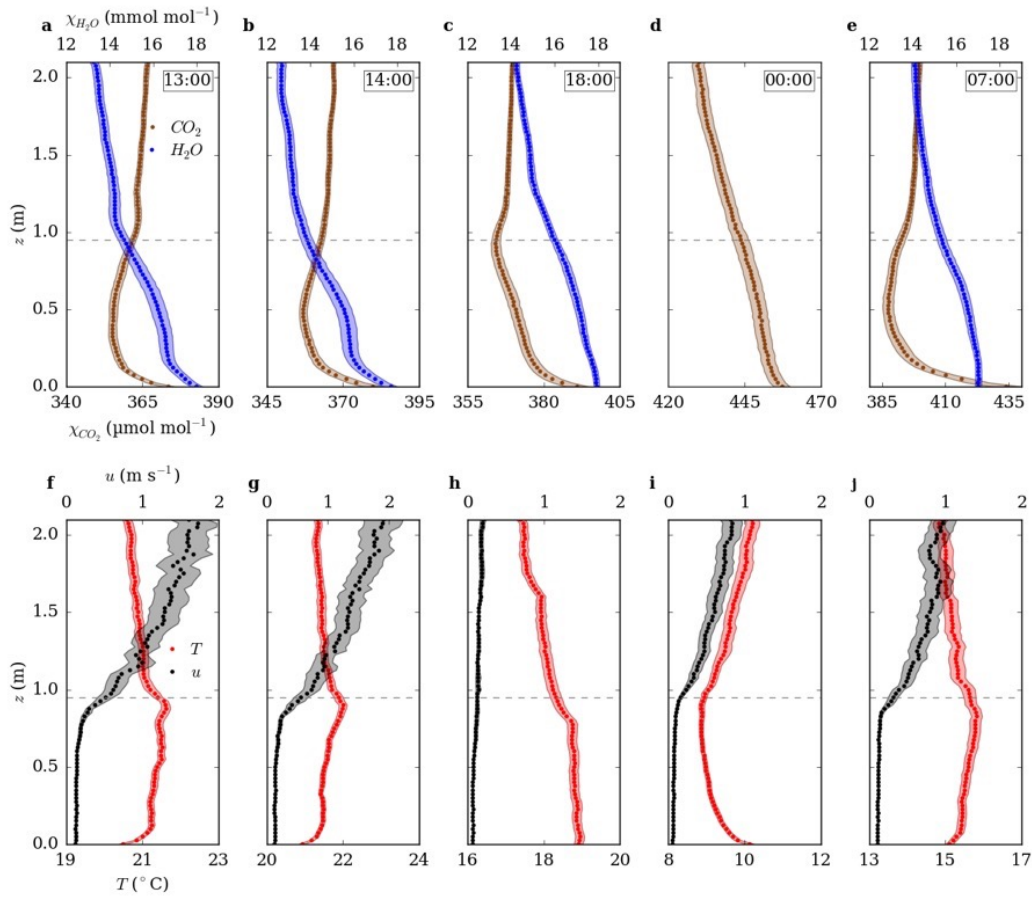 a χH₂O (mmol mol⁻¹) b c d e
12 14 16 18 12 14 16 18 12 14 16 18 12 14 16 18 12 14 16 18
2.0 13:00 14:00 18:00 00:00 07:00
CO₂
1.5 H₂O
z (m)
1.0
0.5
0.0
340 365 390 345 370 395 355 380 405 420 445 470 385 410 435
χCO₂ (µmol mol⁻¹)
f u (m s⁻¹) g h i j
0 1 2 0 1 2 0 1 2 0 1 2 0 1 2
2.0
1.5
T
u
z (m)
1.0
0.5
0.0
19 21 23 20 22 24 16 18 20 8 10 12 13 15 17
T (°C)